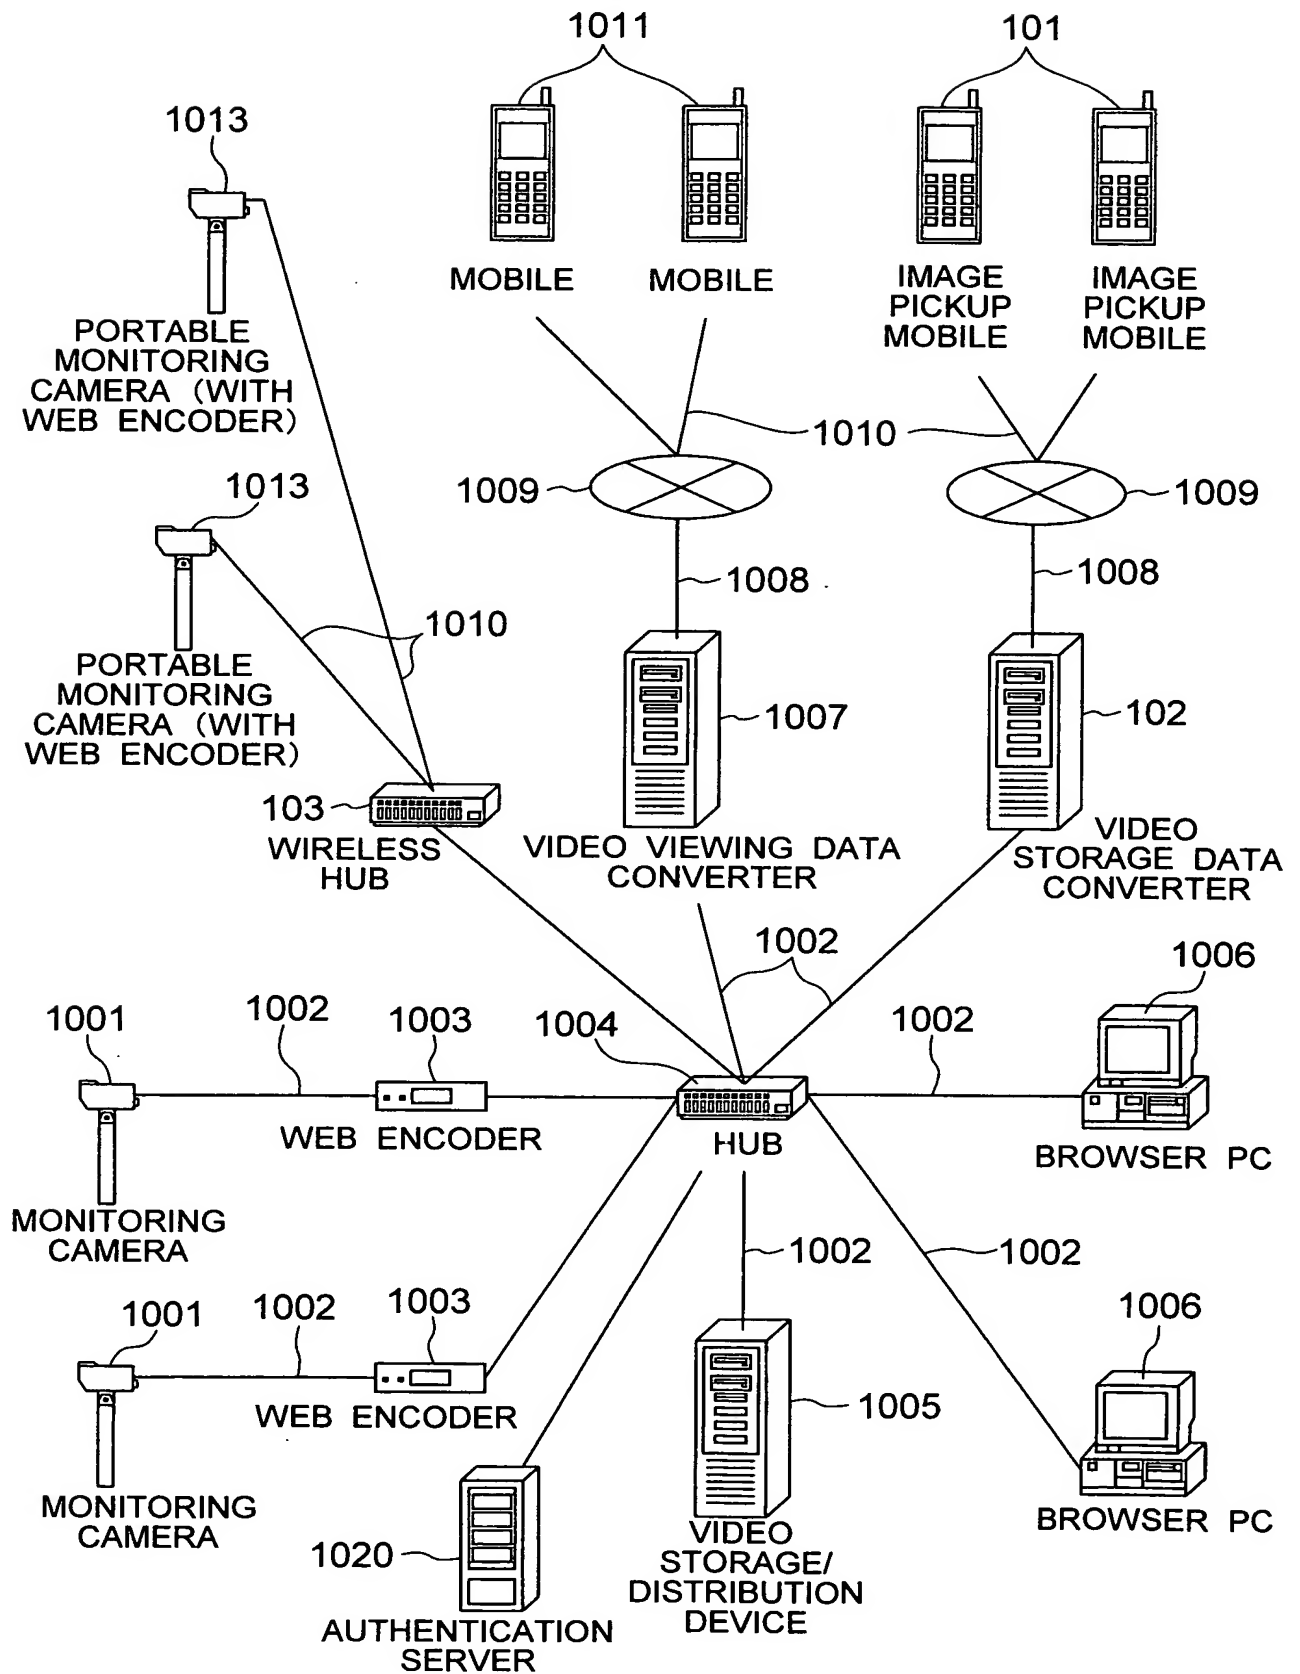 1011
101
1013
MOBILE
MOBILE
IMAGE
PICKUP
MOBILE
IMAGE
PICKUP
MOBILE
PORTABLE
MONITORING
CAMERA (WITH
WEB ENCODER)
1010
1013
1009
1009
1008
1008
1010
PORTABLE
MONITORING
CAMERA (WITH
WEB ENCODER)
1007
102
103
WIRELESS
HUB
VIDEO VIEWING DATA
CONVERTER
VIDEO
STORAGE DATA
CONVERTER
1002
1006
1001
1002
1003
1004
1002
WEB ENCODER
HUB
BROWSER PC
MONITORING
CAMERA
1002
1002
1001
1002
1003
1006
WEB ENCODER
1005
MONITORING
CAMERA
BROWSER PC
1020
VIDEO
STORAGE/
DISTRIBUTION
DEVICE
AUTHENTICATION
SERVER